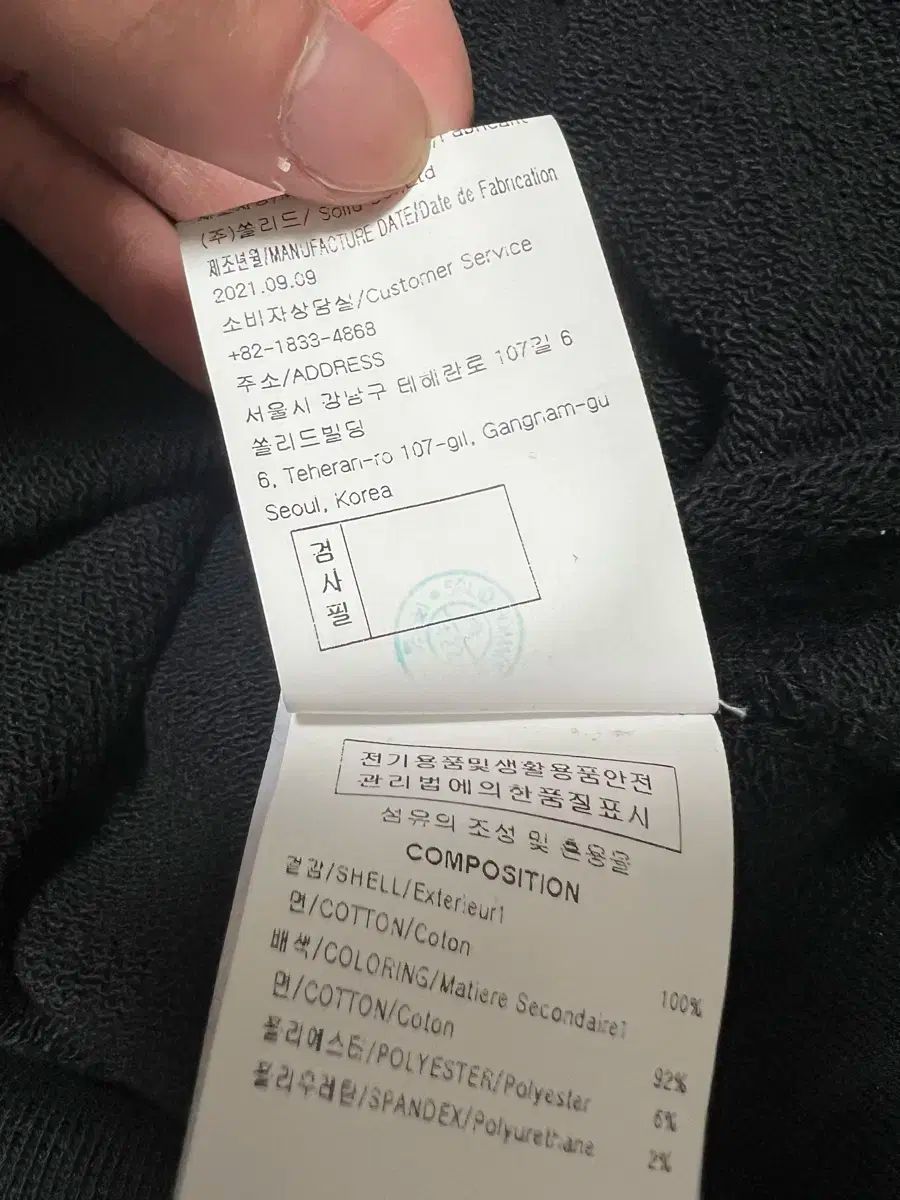 /Fabricant
(주)쏠리드/ Solid Ltd
제조년월/MANUFACTURE DATE/Date de Fabrication
2021.09.09
소비자상담실/Customer Service
+82-1833-4868
주소/ADDRESS
서울시 강남구 테헤란로 107길 6
쏠리드빌딩
6, Teheran-ro 107-gil, Gangnam-gu
Seoul, Korea
검사필
전기용품및생활용품안전
관리법에의한품질표시
섬유의 조성 및 혼용율
COMPOSITION
겉감/SHELL/Exterieur1
면/COTTON/Coton 100%
배색/COLORING/Matiere Secondaire1
면/COTTON/Coton 92%
폴리에스터/POLYESTER/Polyester 6%
폴리우레탄/SPANDEX/Polyurethane 2%